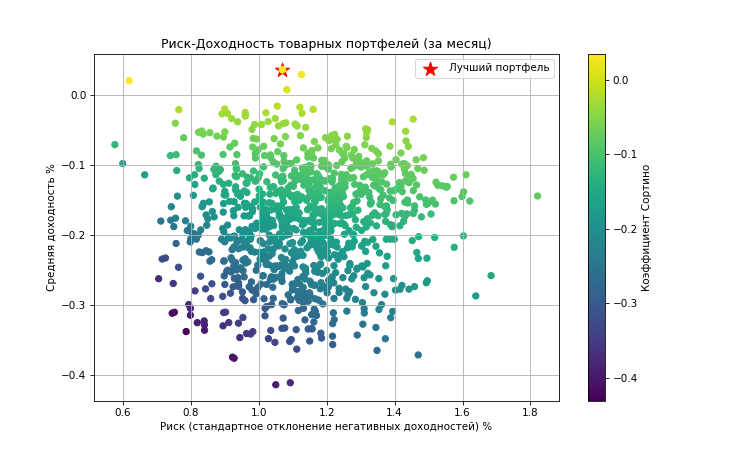 Риск-Доходность товарных портфелей (за месяц)
Лучший портфель
Средняя доходность %
0.0
−0.1
−0.2
−0.3
−0.4
0.6 0.8 1.0 1.2 1.4 1.6 1.8
Риск (стандартное отклонение негативных доходностей) %
0.0
−0.1
−0.2
−0.3
−0.4
Коэффициент Сортино